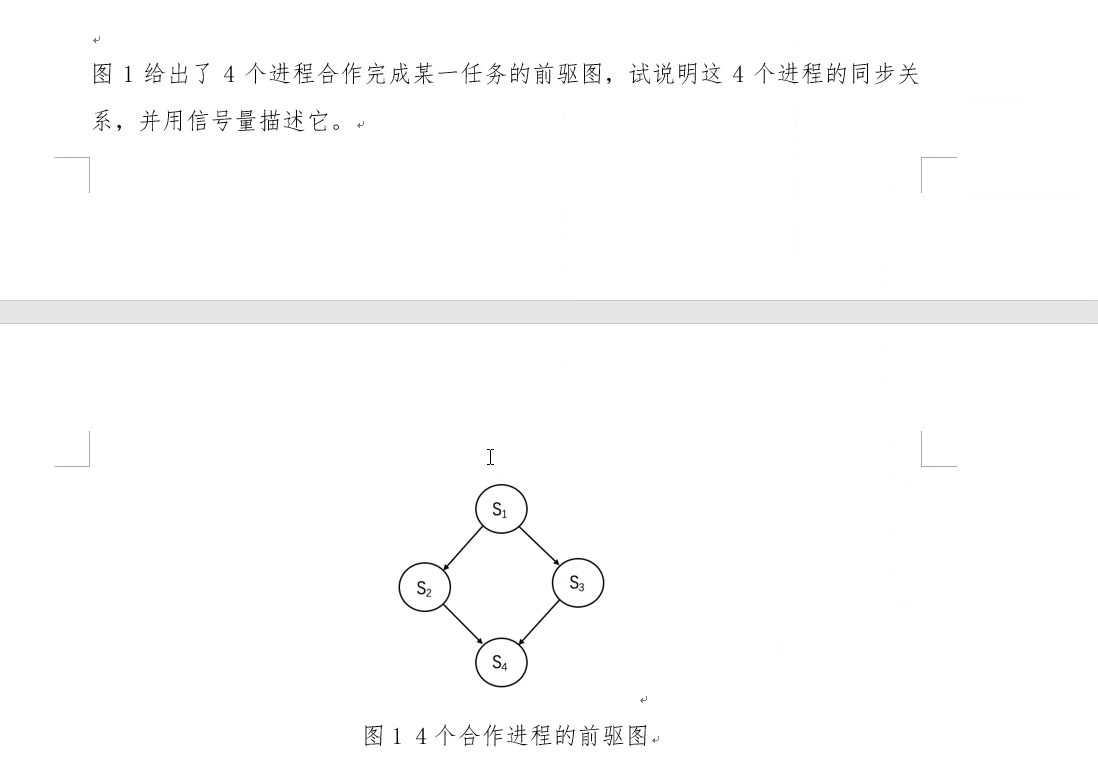 图 1 给出了 4 个进程合作完成某一任务的前驱图，试说明这 4 个进程的同步关
系，并用信号量描述它。
S₁
S₂
S₃
S₄
图 1 4 个合作进程的前驱图